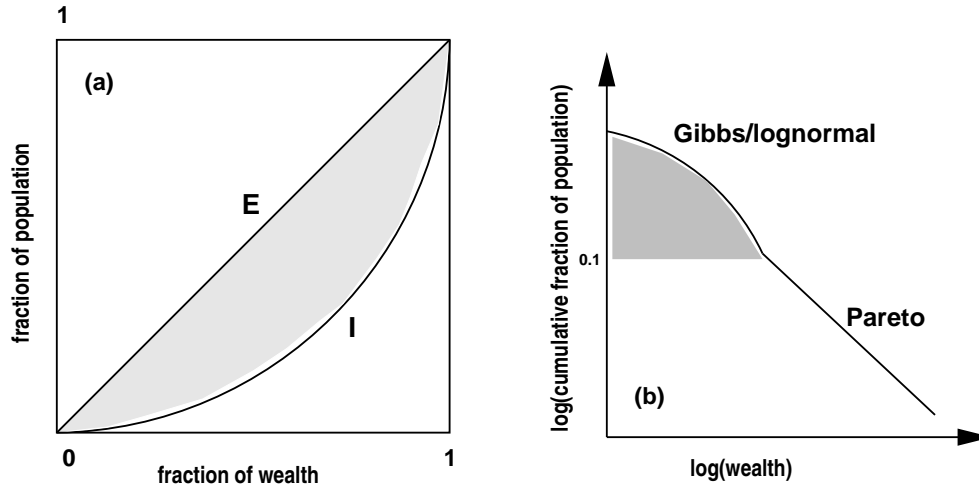 1
(a)
fraction of population
E
I
0
1
fraction of wealth
log(cumulative fraction of population)
Gibbs/lognormal
0.1
Pareto
(b)
log(wealth)